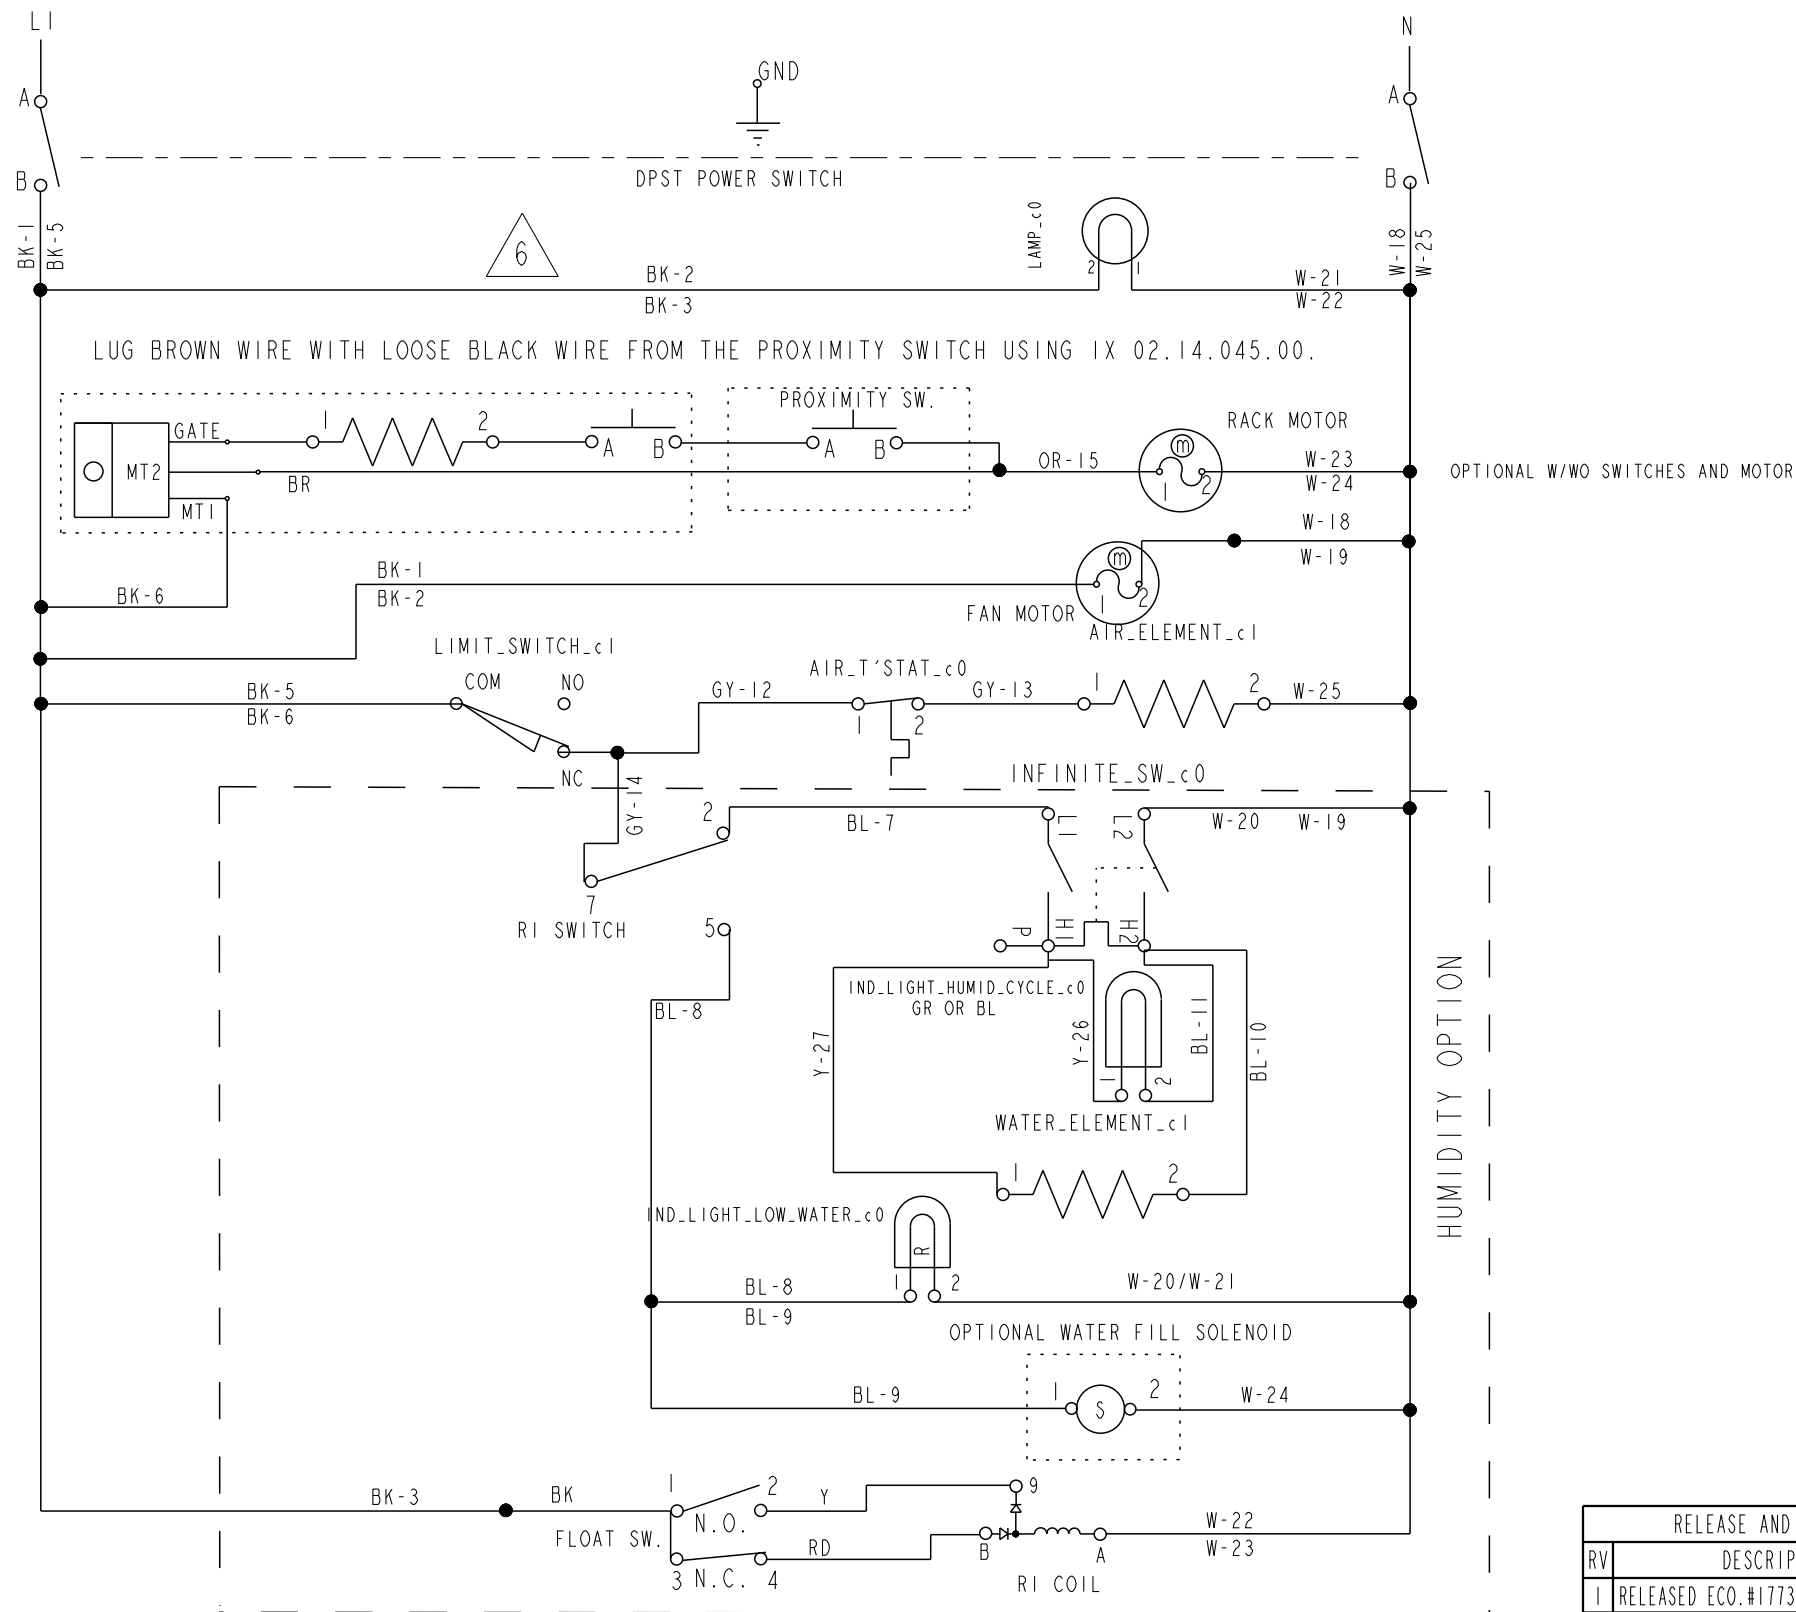 L1
N
GND
A
A
DPST POWER SWITCH
B
B
BK-1
BK-5
6
LAMP_c0
2
1
W-18
W-25
BK-2
BK-3
W-21
W-22
LUG BROWN WIRE WITH LOOSE BLACK WIRE FROM THE PROXIMITY SWITCH USING IX 02.14.045.00.
PROXIMITY SW.
RACK MOTOR
GATE
1
2
A
B
A
B
m
MT2
BR
OR-15
1
2
W-23
W-24
OPTIONAL W/WO SWITCHES AND MOTOR
MT1
W-18
W-19
BK-6
BK-1
BK-2
m
1
2
FAN MOTOR
AIR_ELEMENT_c1
LIMIT_SWITCH_c1
AIR_T'STAT_c0
COM
NO
BK-5
BK-6
GY-12
GY-13
1
2
W-25
1
2
NC
GY-14
INFINITE_SW_c0
2
BL-7
L1
L2
W-20
W-19
7
R1 SWITCH
5
P
H1
H2
BL-8
IND_LIGHT_HUMID_CYCLE_c0
GR OR BL
Y-27
Y-26
BL-11
BL-10
1
2
HUMIDITY OPTION
WATER_ELEMENT_c1
1
2
IND_LIGHT_LOW_WATER_c0
R
1
2
BL-8
BL-9
W-20/W-21
OPTIONAL WATER FILL SOLENOID
BL-9
1
S
2
W-24
BK-3
BK
1
2
Y
9
FLOAT SW.
N.O.
RD
B
A
W-22
W-23
3
N.C.
4
R1 COIL
RELEASE AND
RV
DESCRIP
1
RELEASED ECO.#1773